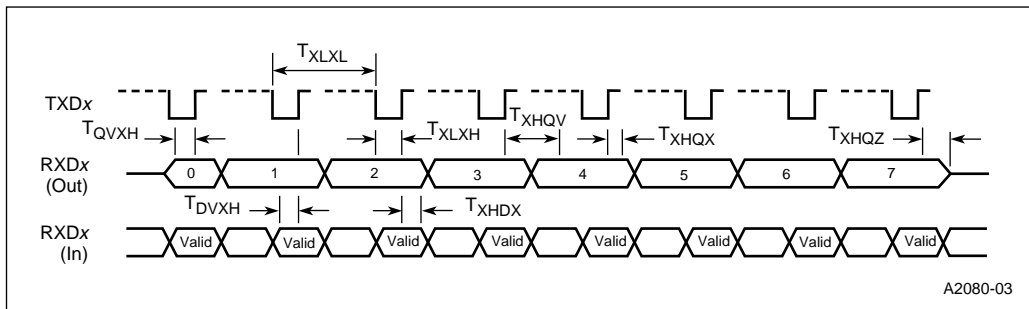 TXLXL
TXDx
TQVXH
TXLXH
TXHQV
TXHQX
TXHQZ
RXDx
(Out)
0 1 2 3 4 5 6 7
TDVXH
TXHDX
RXDx
(In)
Valid Valid Valid Valid Valid Valid Valid Valid
A2080-03